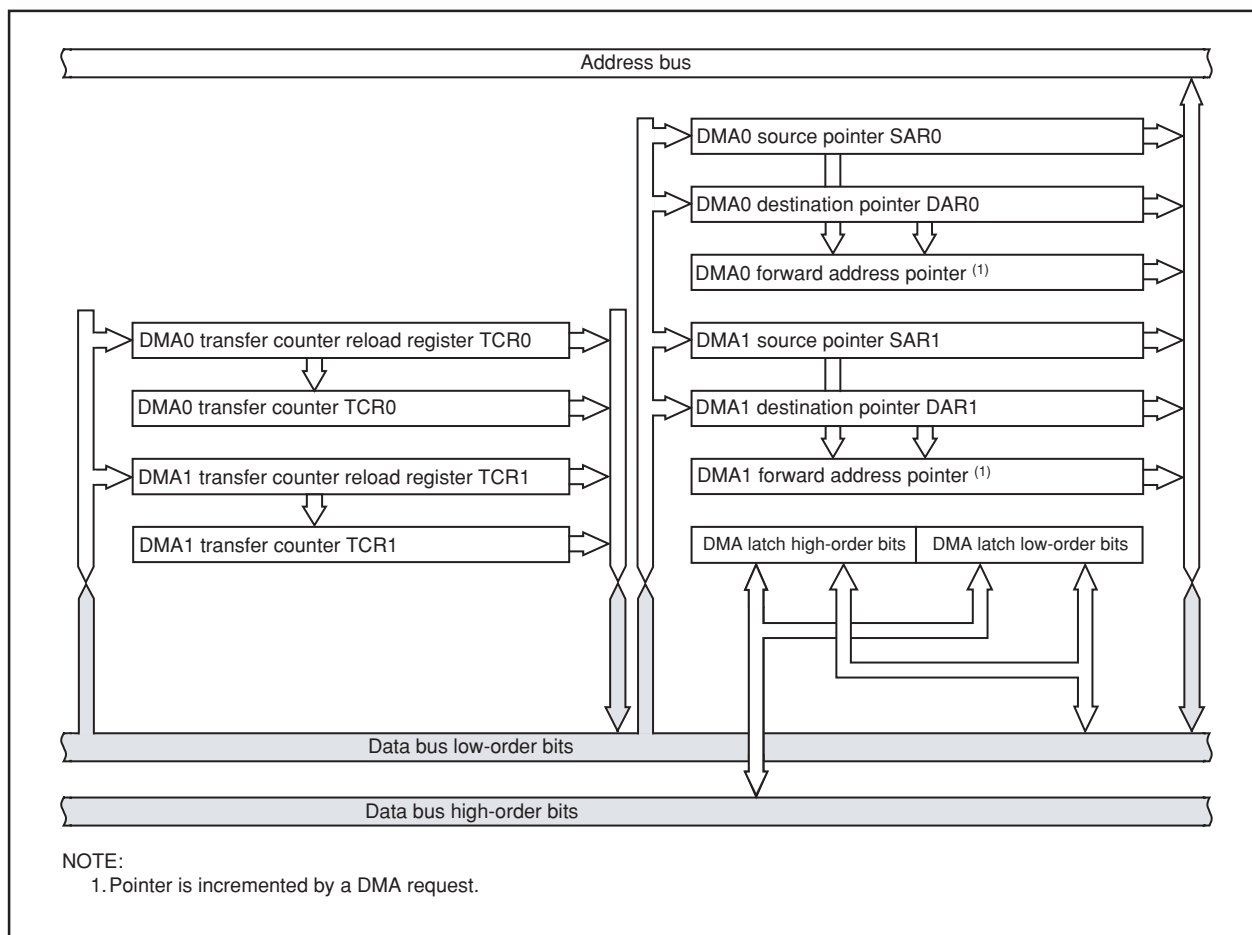 Address bus
DMA0 source pointer SAR0
DMA0 destination pointer DAR0
DMA0 forward address pointer (1)
DMA0 transfer counter reload register TCR0
DMA0 transfer counter TCR0
DMA1 transfer counter reload register TCR1
DMA1 transfer counter TCR1
DMA1 source pointer SAR1
DMA1 destination pointer DAR1
DMA1 forward address pointer (1)
DMA latch high-order bits
DMA latch low-order bits
Data bus low-order bits
Data bus high-order bits
NOTE:
1. Pointer is incremented by a DMA request.